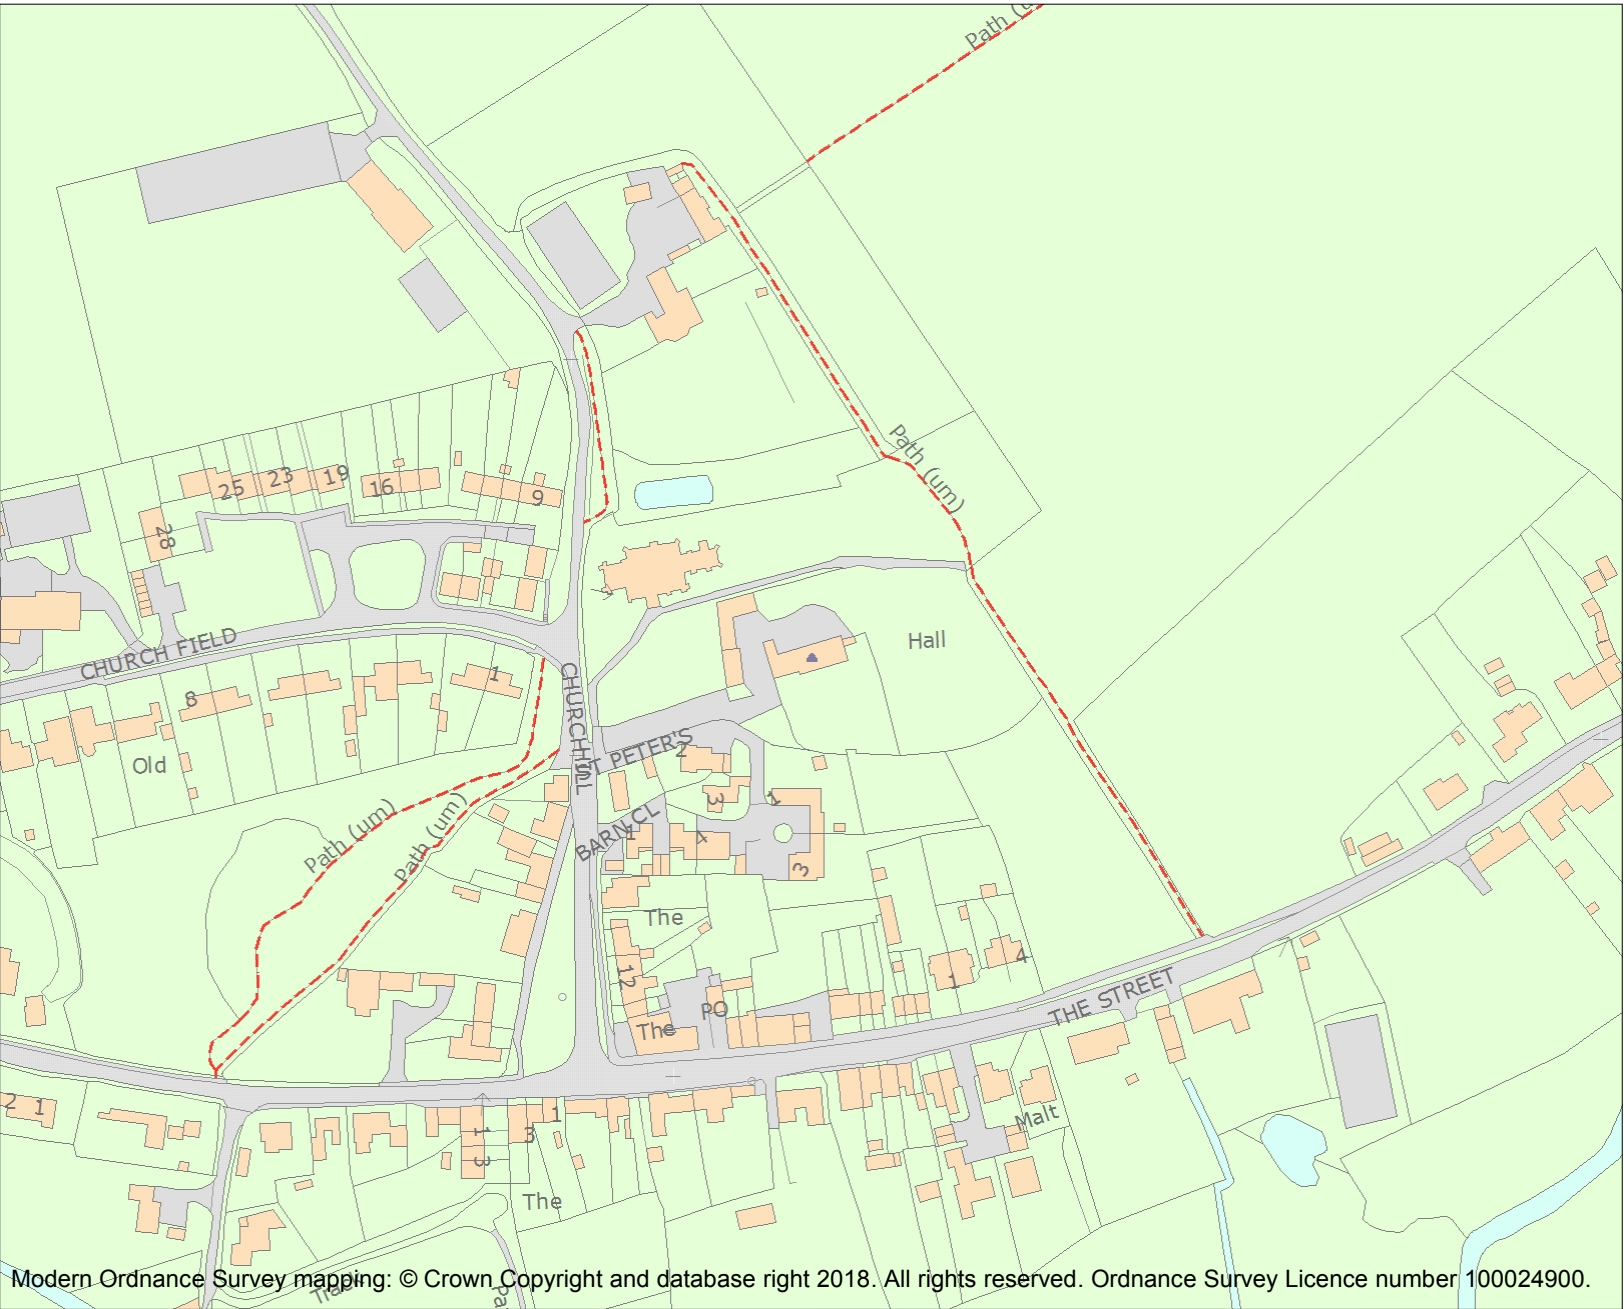 Path (u
Path (um)
25
23
19
16
9
28
Hall
CHURCH FIELD
1
8
CHURCH HILL
Old
ST PETER'S
2
3
1
BARN CL
1
4
3
Path (um)
Path (um)
The
12
The
PO
1
4
THE STREET
2
1
1
3
1
3
Malt
The
Track
Pa
Modern Ordnance Survey mapping: © Crown Copyright and database right 2018. All rights reserved. Ordnance Survey Licence number 100024900.